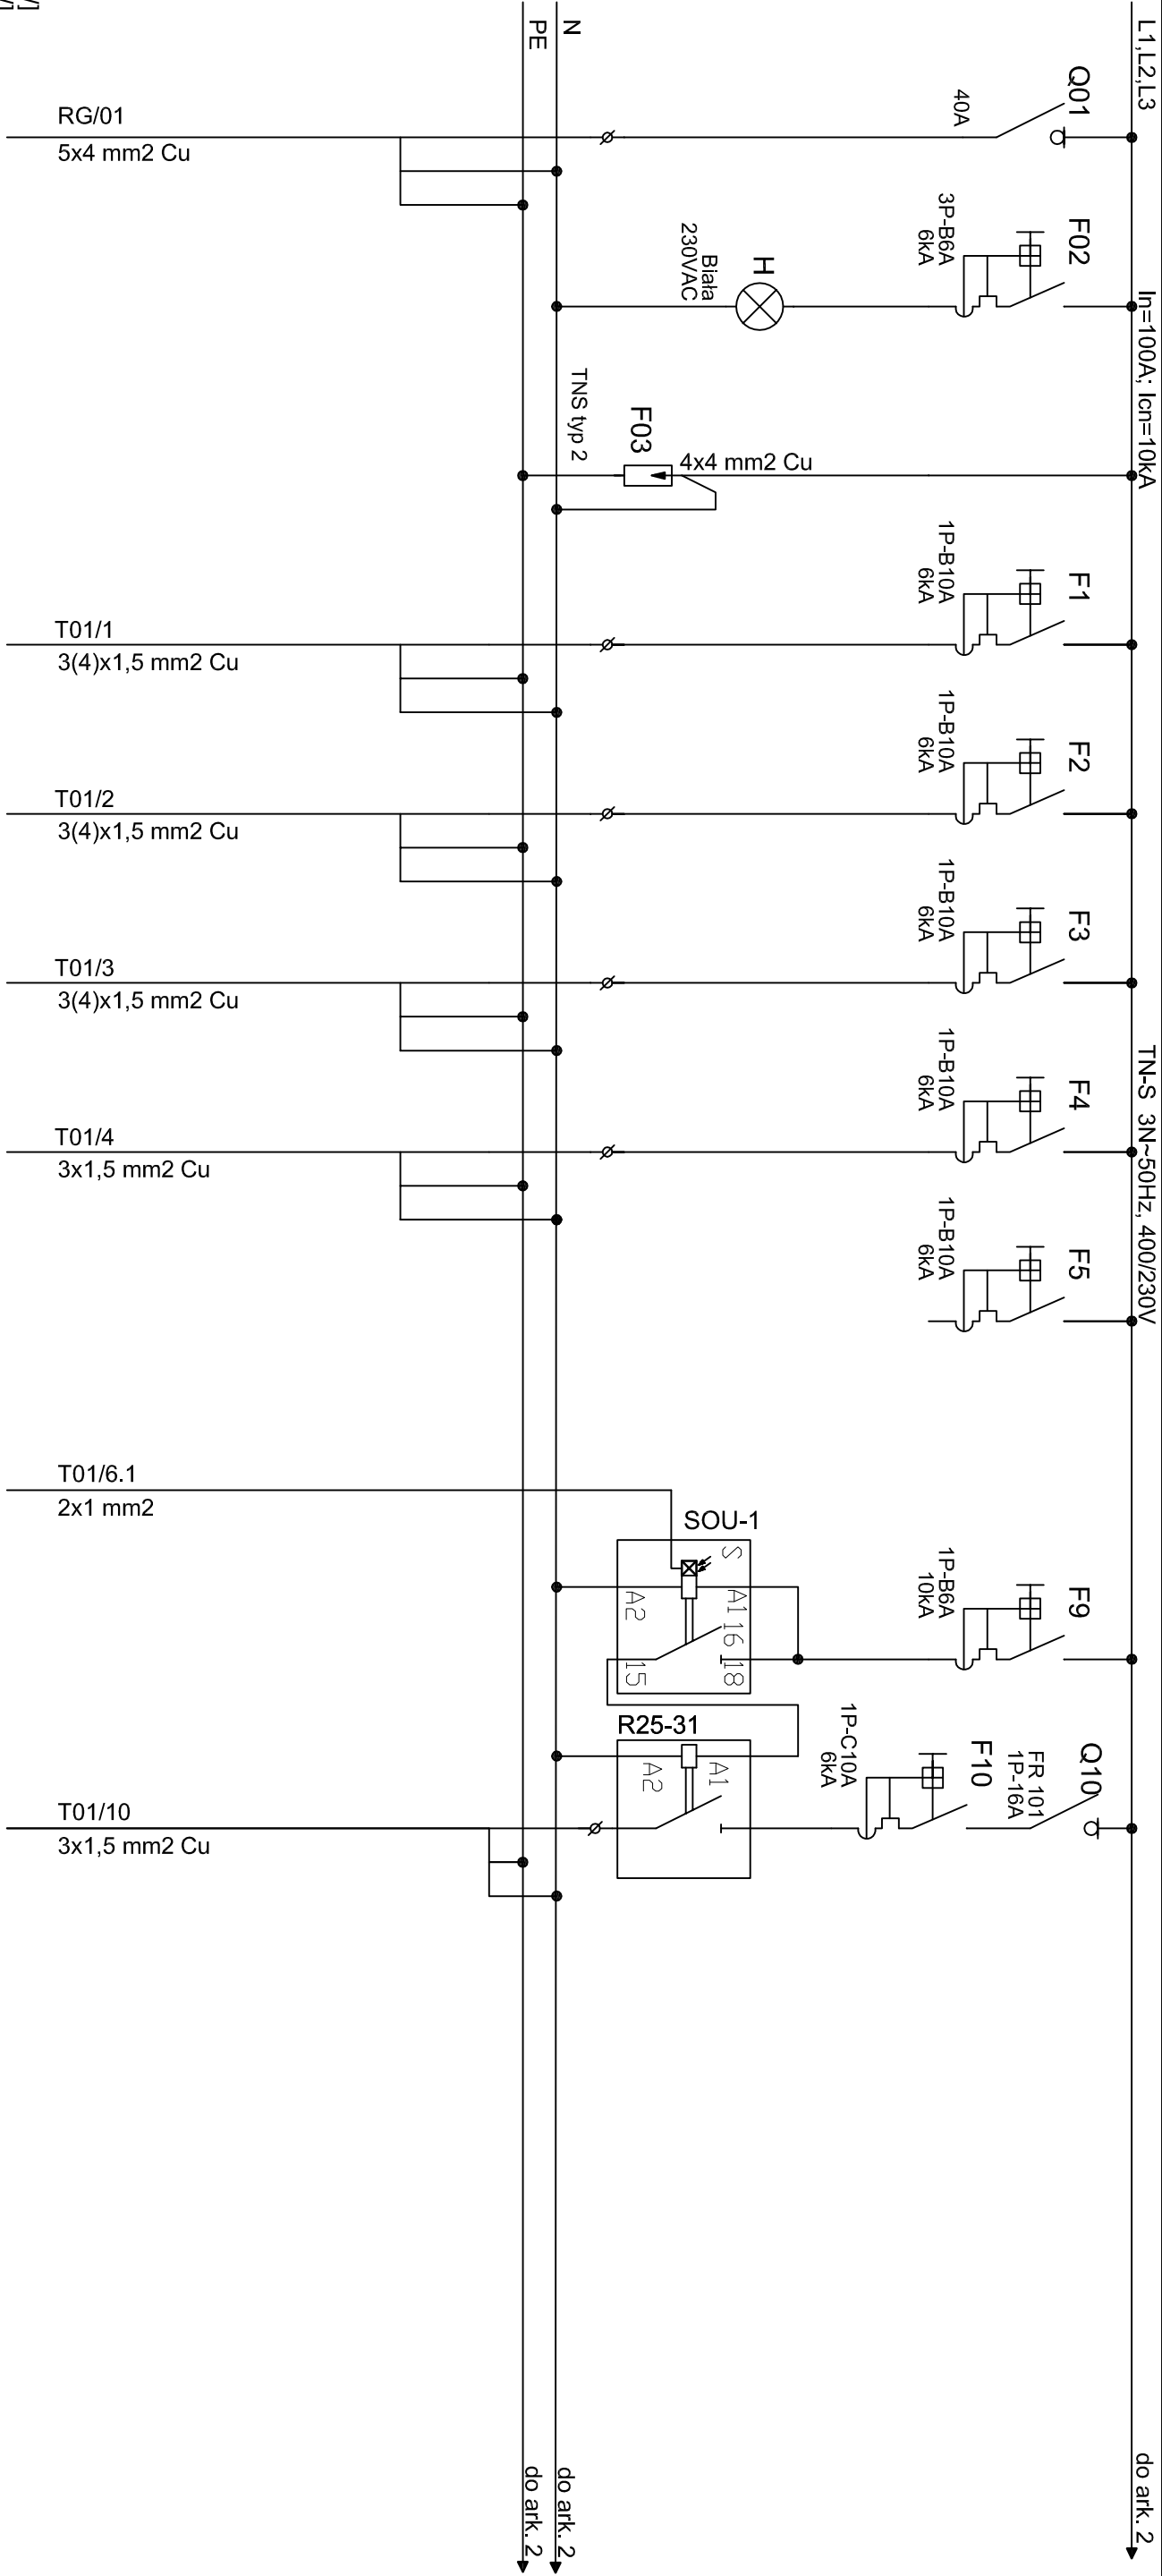 L1,L2,L3
In=100A; Icn=10kA
TN-S 3N~50Hz, 400/230V
do ark. 2
N
do ark. 2
PE
do ark. 2
Q01
40A
RG/01
5x4 mm2 Cu
F02
3P-B6A
6kA
H
Biała
230VAC
F03
4x4 mm2 Cu
TNS typ 2
F1
1P-B10A
6kA
T01/1
3(4)x1,5 mm2 Cu
F2
1P-B10A
6kA
T01/2
3(4)x1,5 mm2 Cu
F3
1P-B10A
6kA
T01/3
3(4)x1,5 mm2 Cu
F4
1P-B10A
6kA
T01/4
3x1,5 mm2 Cu
F5
1P-B10A
6kA
T01/6.1
2x1 mm2
SOU-1
S
A1
16
18
A2
15
F9
1P-B6A
10kA
R25-31
A1
A2
Q10
FR 101
1P-16A
F10
1P-C10A
6kA
T01/10
3x1,5 mm2 Cu